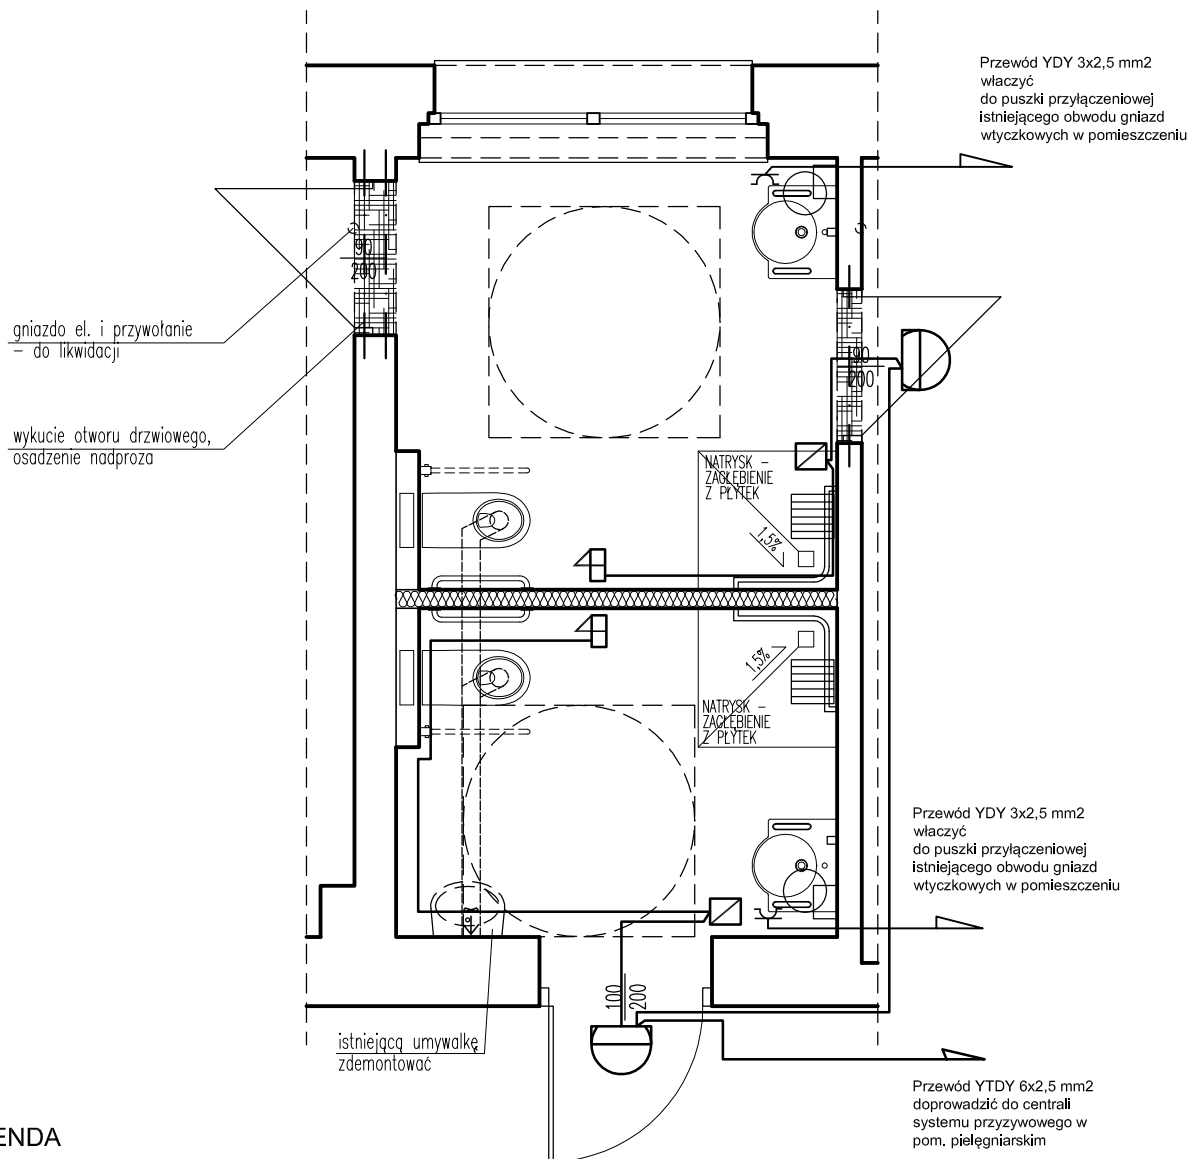 Przewód YDY 3x2,5 mm2
właczyć
do puszki przyłączeniowej
istniejącego obwodu gniazd
wtyczkowych w pomieszczeniu
90
200
gniazdo el. i przywołanie
– do likwidacji
wykucie otworu drzwiowego,
osadzenie nadproża
90
200
NATRYSK –
ZAGŁĘBIENIE
Z PŁYTEK
1,5%
1,5%
NATRYSK –
ZAGŁĘBIENIE
Z PŁYTEK
Przewód YDY 3x2,5 mm2
właczyć
do puszki przyłączeniowej
istniejącego obwodu gniazd
wtyczkowych w pomieszczeniu
100
200
istniejącą umywalkę
zdemontować
Przewód YTDY 6x2,5 mm2
doprowadzić do centrali
systemu przyzywowego w
pom. pielęgniarskim
ENDA